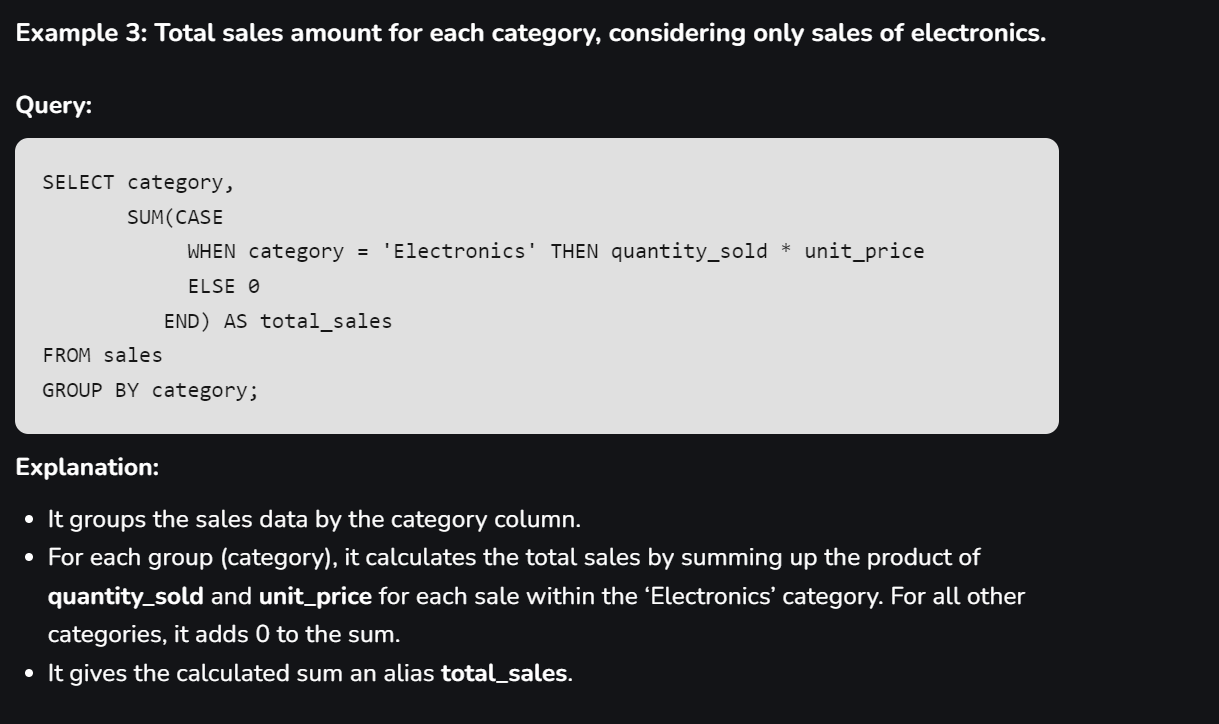 Example 3: Total sales amount for each category, considering only sales of electronics.
Query:
SELECT category,
       SUM(CASE
            WHEN category = 'Electronics' THEN quantity_sold * unit_price
            ELSE 0
          END) AS total_sales
FROM sales
GROUP BY category;
Explanation:
• It groups the sales data by the category column.
• For each group (category), it calculates the total sales by summing up the product of
quantity_sold and unit_price for each sale within the ‘Electronics’ category. For all other
categories, it adds 0 to the sum.
• It gives the calculated sum an alias total_sales.